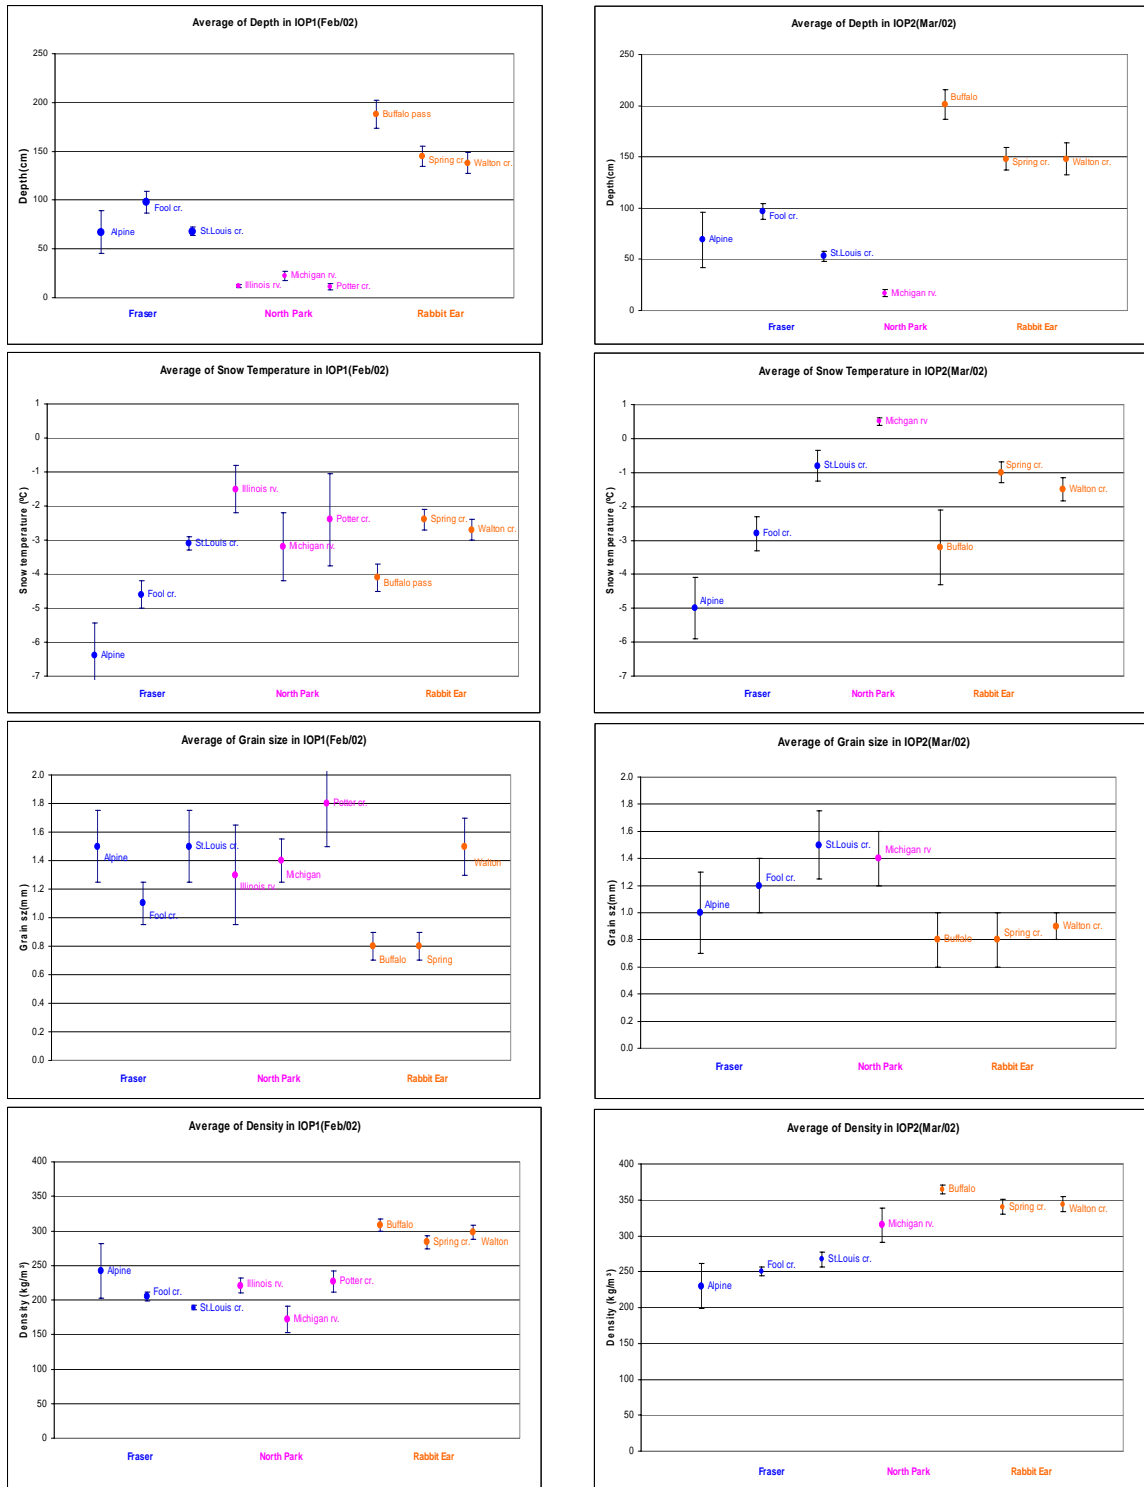 Average of Depth in IOP1(Feb/02)
250
200
150
100
50
0
Depth(cm)
Alpine
Fool cr.
St.Louis cr.
Illinois rv.
Michigan rv.
Potter cr.
Buffalo pass
Spring cr.
Walton cr.
Fraser
North Park
Rabbit Ear
Average of Depth in IOP2(Mar/02)
250
200
150
100
50
0
Depth(cm)
Alpine
Fool cr.
St.Louis cr.
Michigan rv.
Buffalo
Spring cr.
Walton cr.
Fraser
North Park
Rabbit Ear
Average of Snow Temperature in IOP1(Feb/02)
1
0
-1
-2
-3
-4
-5
-6
-7
Snow temperature (ºC)
Alpine
Fool cr.
St.Louis cr.
Illinois rv.
Michigan rv.
Potter cr.
Buffalo pass
Spring cr.
Walton cr.
Fraser
North Park
Rabbit Ear
Average of Snow Temperature in IOP2(Mar/02)
1
0
-1
-2
-3
-4
-5
-6
-7
Snow temperature (ºC)
Alpine
Fool cr.
St.Louis cr.
Michgan rv
Buffalo
Spring cr.
Walton cr.
Fraser
North Park
Rabbit Ear
Average of Grain size in IOP1(Feb/02)
2.0
1.8
1.6
1.4
1.2
1.0
0.8
0.6
0.4
0.2
0.0
Grain sz(mm)
Alpine
Fool cr.
St.Louis cr.
Illinois rv.
Michigan
Potter cr.
Buffalo
Spring
Walton
Fraser
North Park
Rabbit Ear
Average of Grain size in IOP2(Mar/02)
2.0
1.8
1.6
1.4
1.2
1.0
0.8
0.6
0.4
0.2
0.0
Grain sz(mm)
Alpine
Fool cr.
St.Louis cr.
Michigan rv
Buffalo
Spring cr.
Walton cr.
Fraser
North Park
Rabbit Ear
Average of Density in IOP1(Feb/02)
400
350
300
250
200
150
100
50
0
Density (kg/m³)
Alpine
Fool cr.
St.Louis cr.
Illinois rv.
Michigan rv.
Potter cr.
Buffalo
Spring cr.
Walton
Fraser
North Park
Rabbit Ear
Average of Density in IOP2(Mar/02)
400
350
300
250
200
150
100
50
0
Density (kg/m³)
Alpine
Fool cr.
St.Louis cr.
Michigan rv.
Buffalo
Spring cr.
Walton cr.
Fraser
North Park
Rabbit Ear